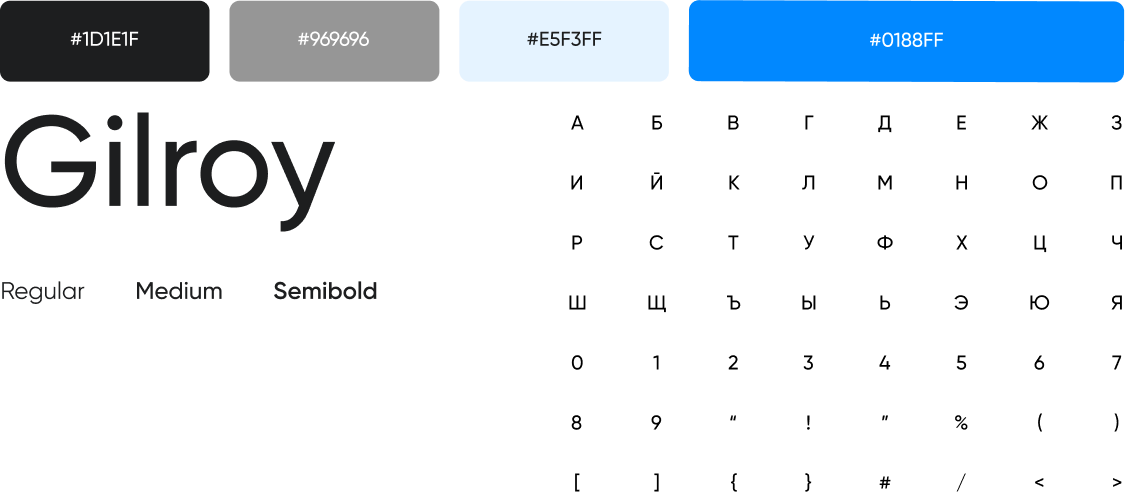 #1D1E1F #969696 #E5F3FF #0188FF
Gilroy
Regular Medium Semibold
А Б В Г Д Е Ж З
И Й К Л М Н О П
Р С Т У Ф Х Ц Ч
Ш Щ Ъ Ы Ь Э Ю Я
0 1 2 3 4 5 6 7
8 9 “ ! ” % ( )
[ ] { } # / < >